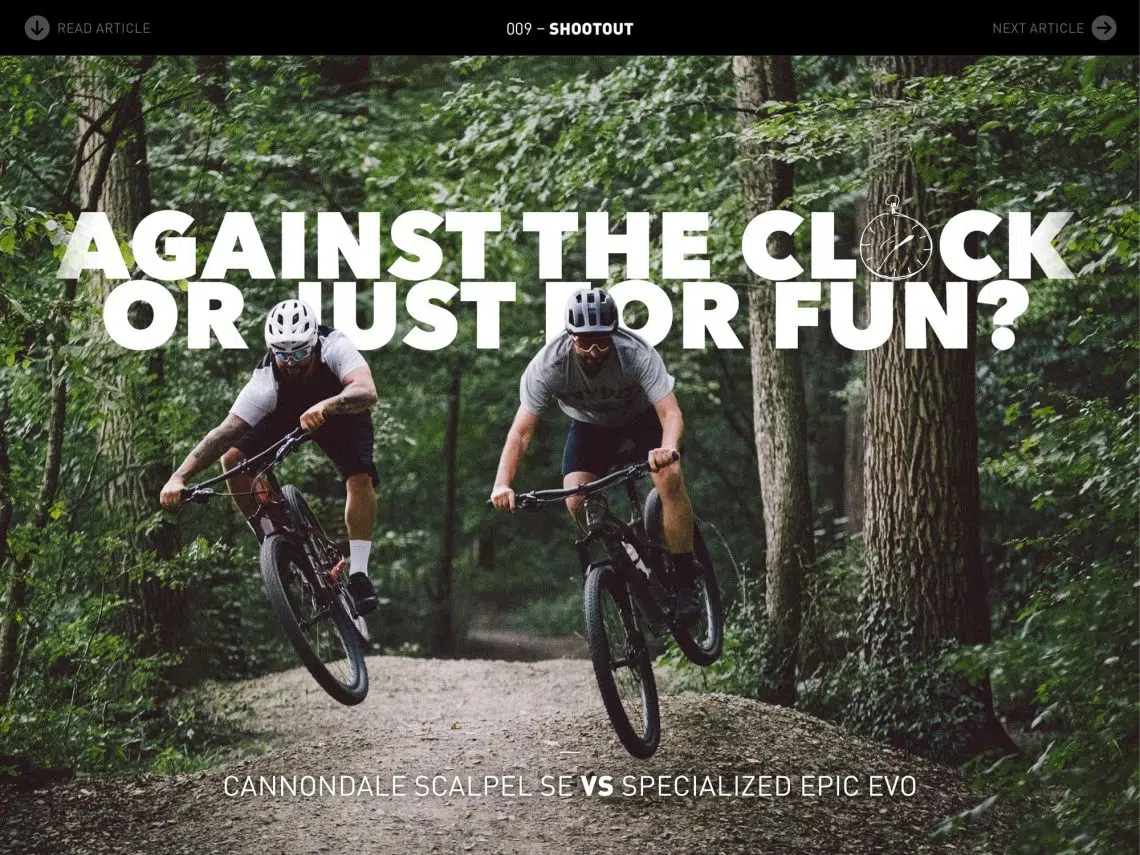 READ ARTICLE
009 – SHOOTOUT
NEXT ARTICLE
AGAINST THE CLOCK
OR JUST FOR FUN?
CANNONDALE SCALPEL SE VS SPECIALIZED EPIC EVO